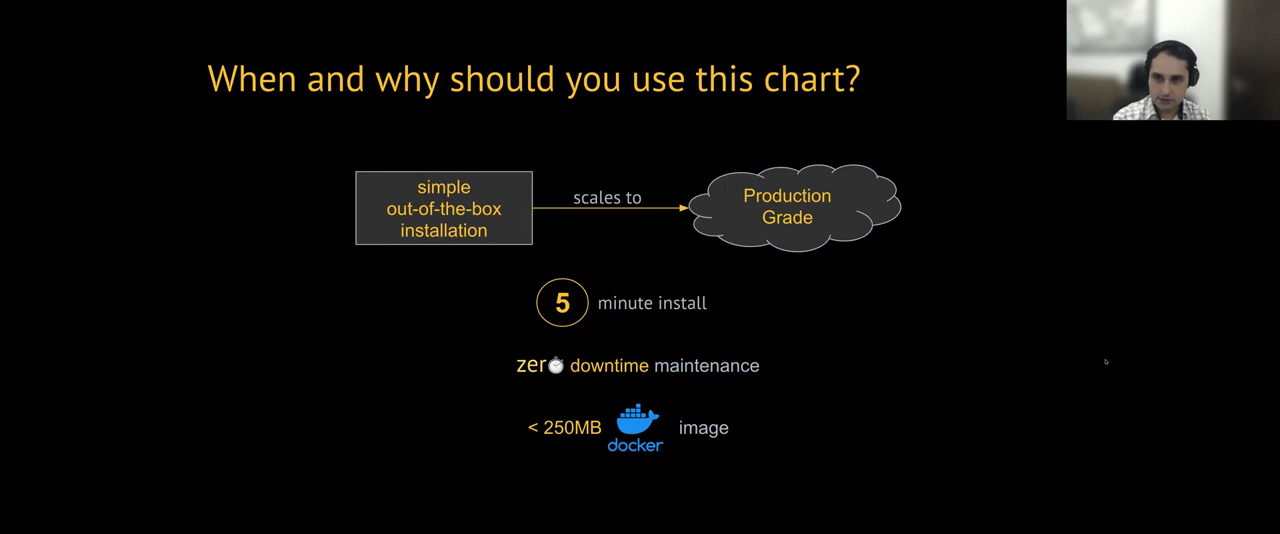 When and why should you use this chart?
simple
out-of-the-box
installation
scales to
Production
Grade
5 minute install
zero downtime maintenance
< 250MB docker image